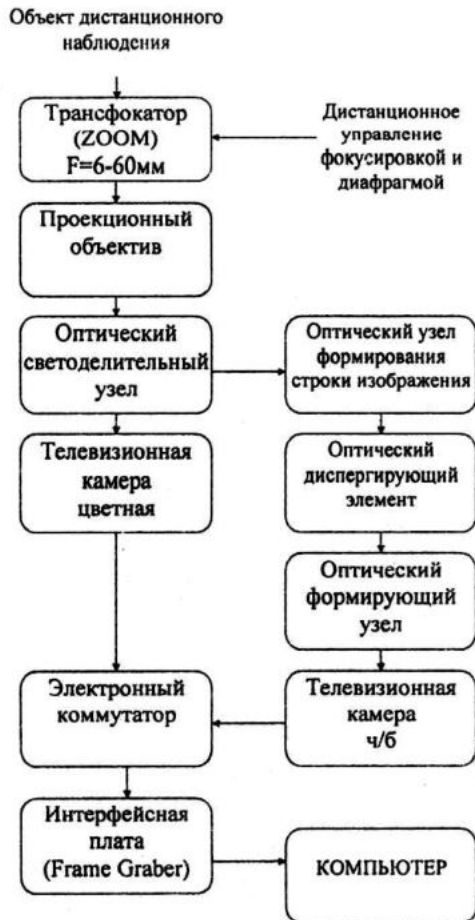 Объект дистанционного
наблюдения
Трансфокатор
(ZOOM)
F=6-60мм
Дистанционное
управление
фокусировкой и
диафрагмой
Проекционный
объектив
Оптический
светоделительный
узел
Оптический узел
формирования
строки изображения
Телевизионная
камера
цветная
Оптический
диспергирующий
элемент
Оптический
формирующий
узел
Электронный
коммутатор
Телевизионная
камера
ч/б
Интерфейсная
плата
(Frame Graber)
КОМПЬЮТЕР